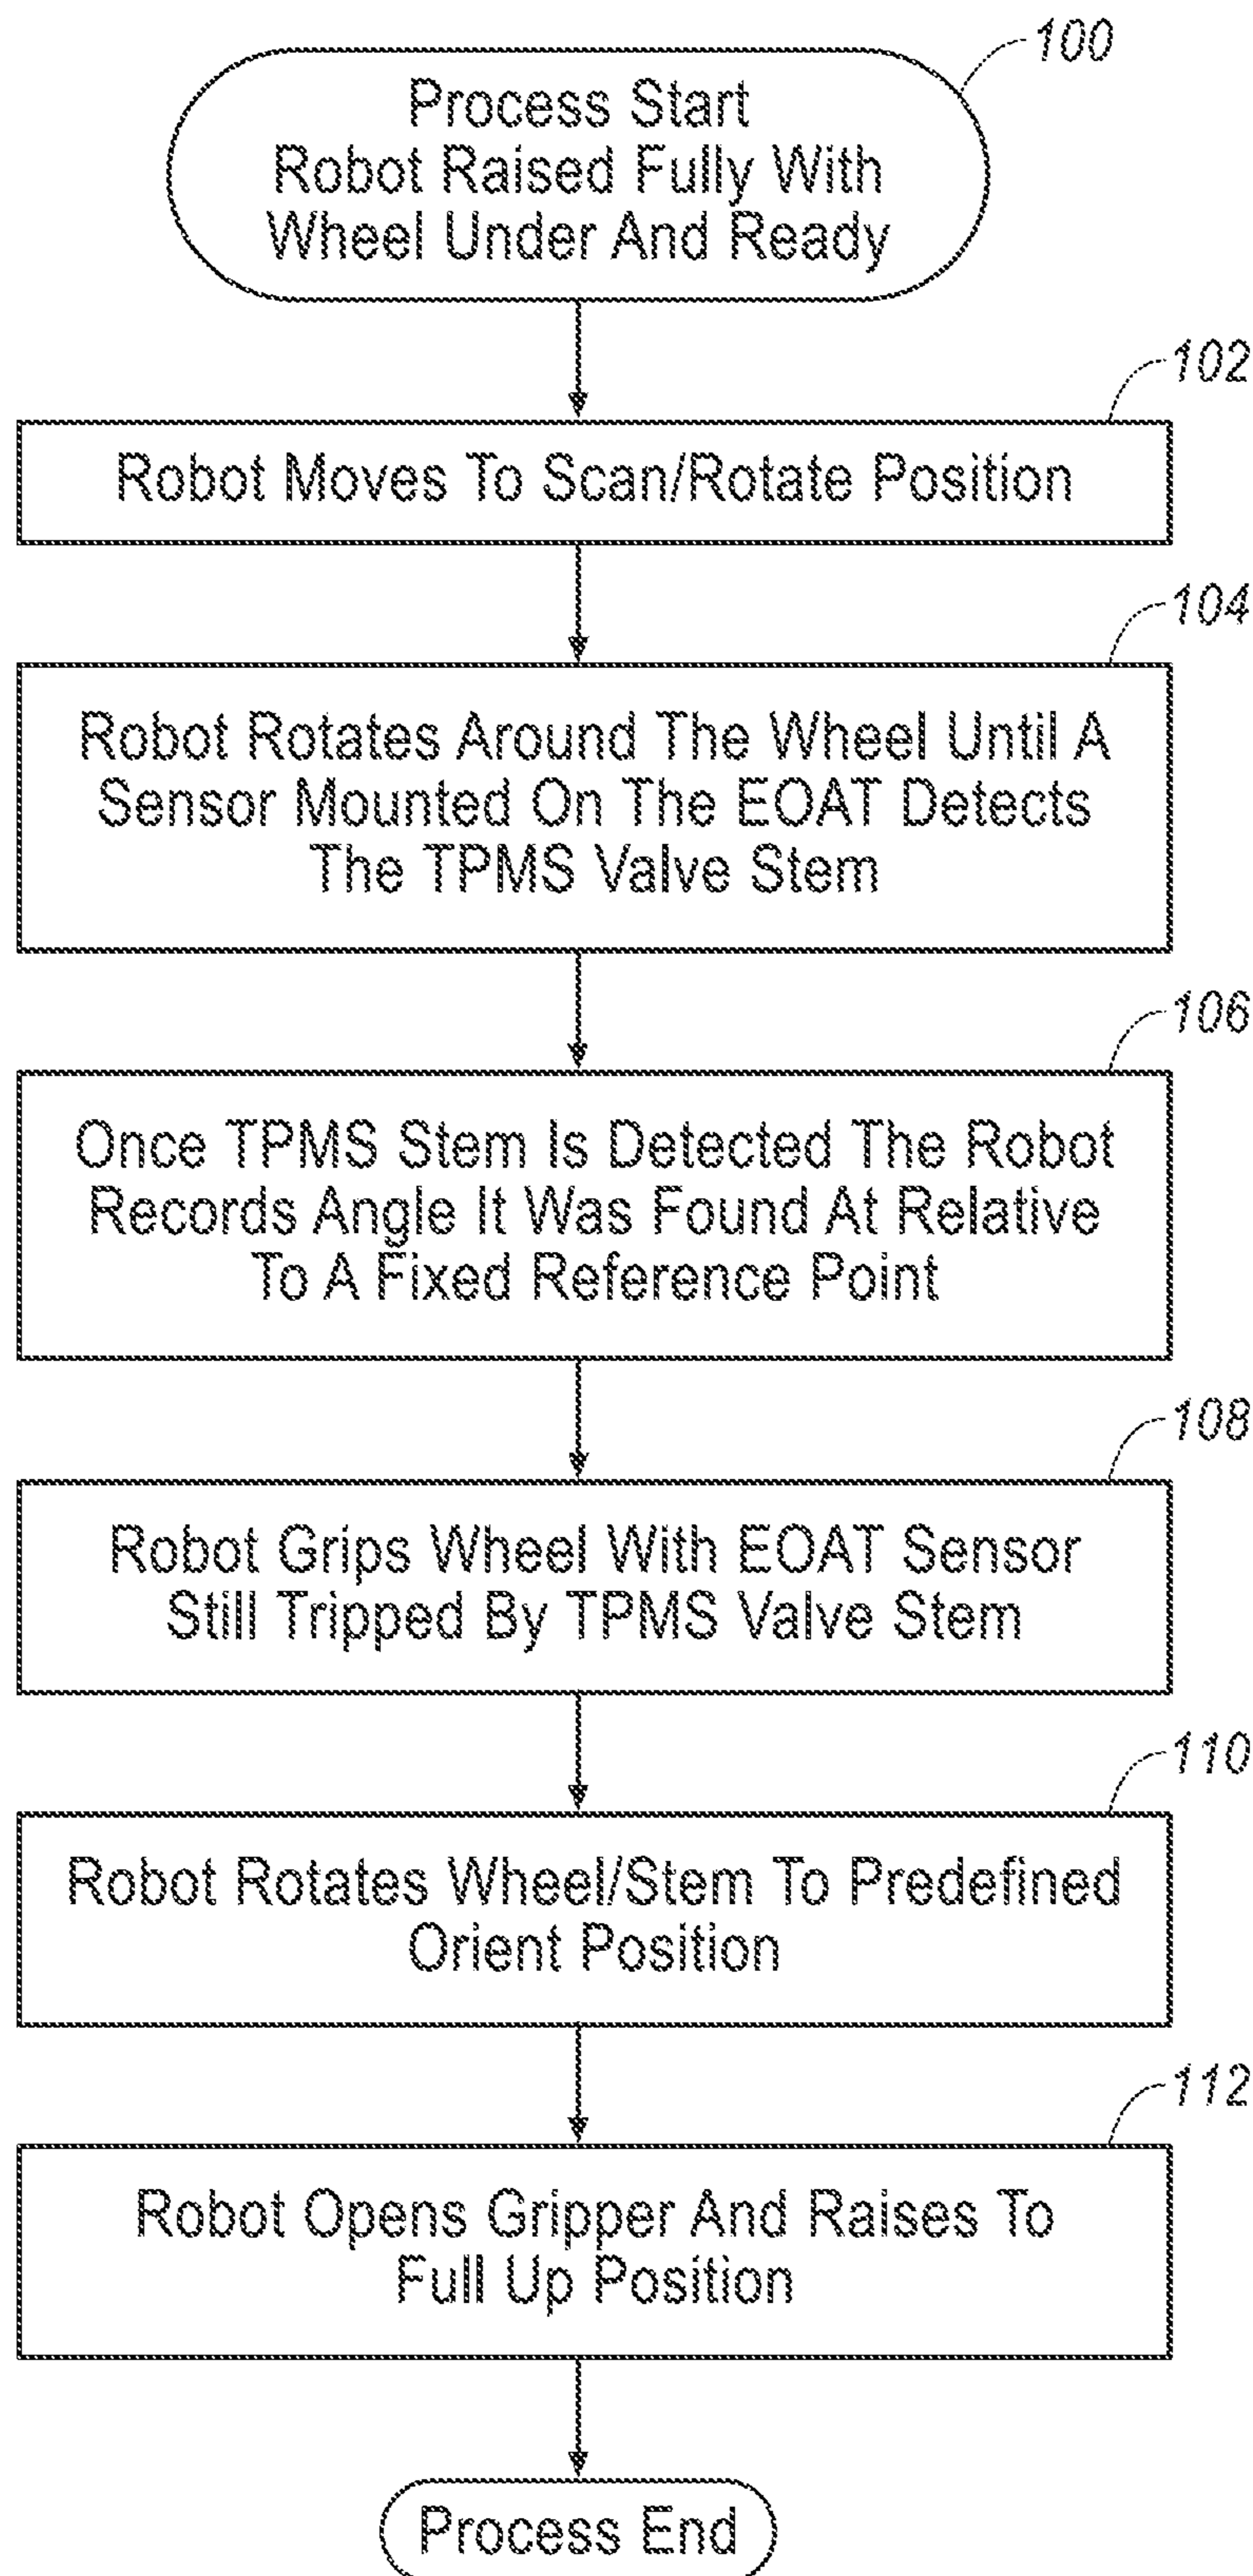 100
Process Start
Robot Raised Fully With
Wheel Under And Ready
102
Robot Moves To Scan/Rotate Position
104
Robot Rotates Around The Wheel Until A
Sensor Mounted On The EOAT Detects
The TPMS Valve Stem
106
Once TPMS Stem Is Detected The Robot
Records Angle It Was Found At Relative
To A Fixed Reference Point
108
Robot Grips Wheel With EOAT Sensor
Still Tripped By TPMS Valve Stem
110
Robot Rotates Wheel/Stem To Predefined
Orient Position
112
Robot Opens Gripper And Raises To
Full Up Position
Process End